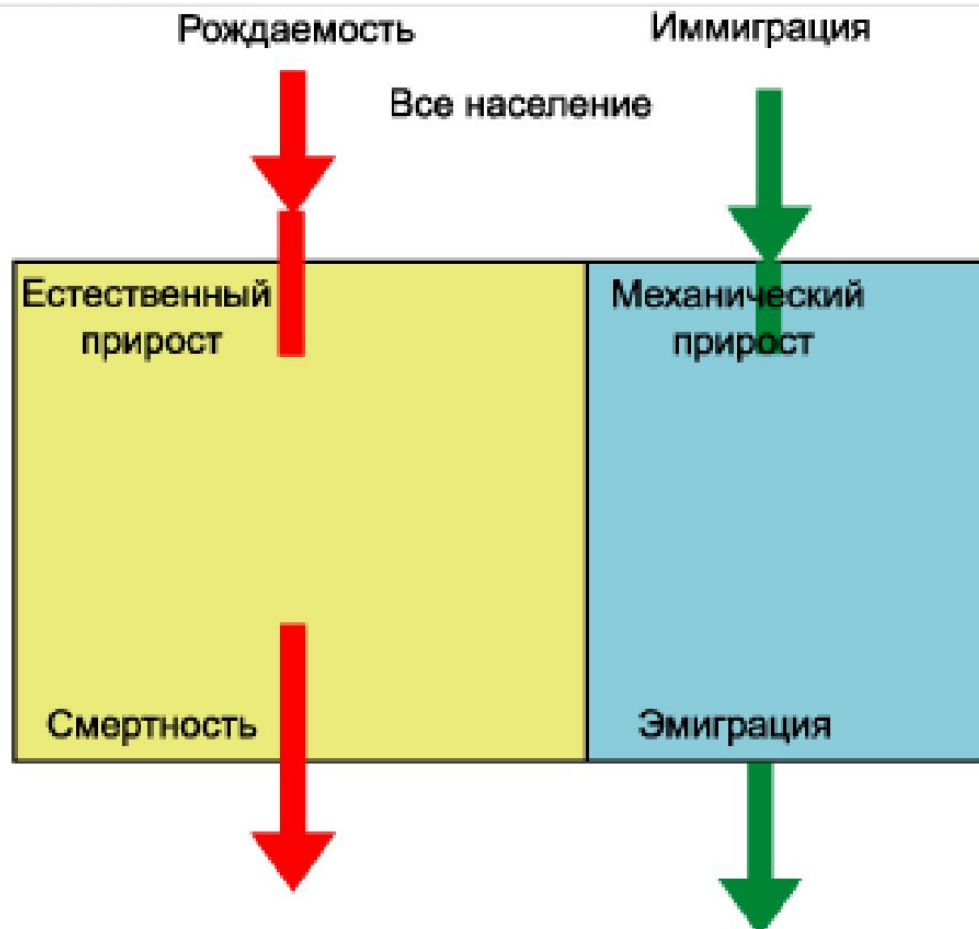 Рождаемость
Иммиграция
Все население
Естественный
прирост
Механический
прирост
Смертность
Эмиграция